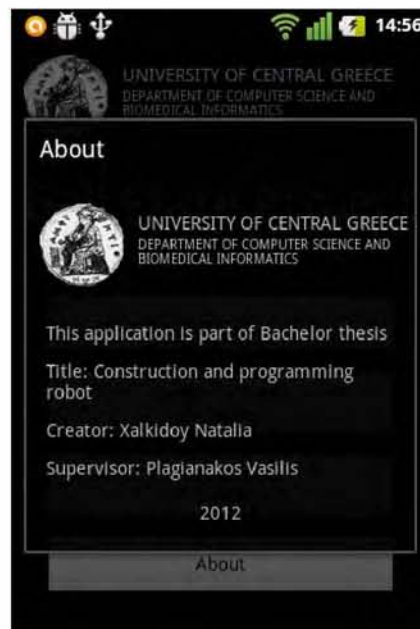 14:56
UNIVERSITY OF CENTRAL GREECE
DEPARTMENT OF COMPUTER SCIENCE AND
BIOMEDICAL INFORMATICS
About
UNIVERSITY OF CENTRAL GREECE
DEPARTMENT OF COMPUTER SCIENCE AND
BIOMEDICAL INFORMATICS
This application is part of Bachelor thesis
Title: Construction and programming
robot
Creator: Xalkidoy Natalia
Supervisor: Plagianakos Vasilis
2012
About